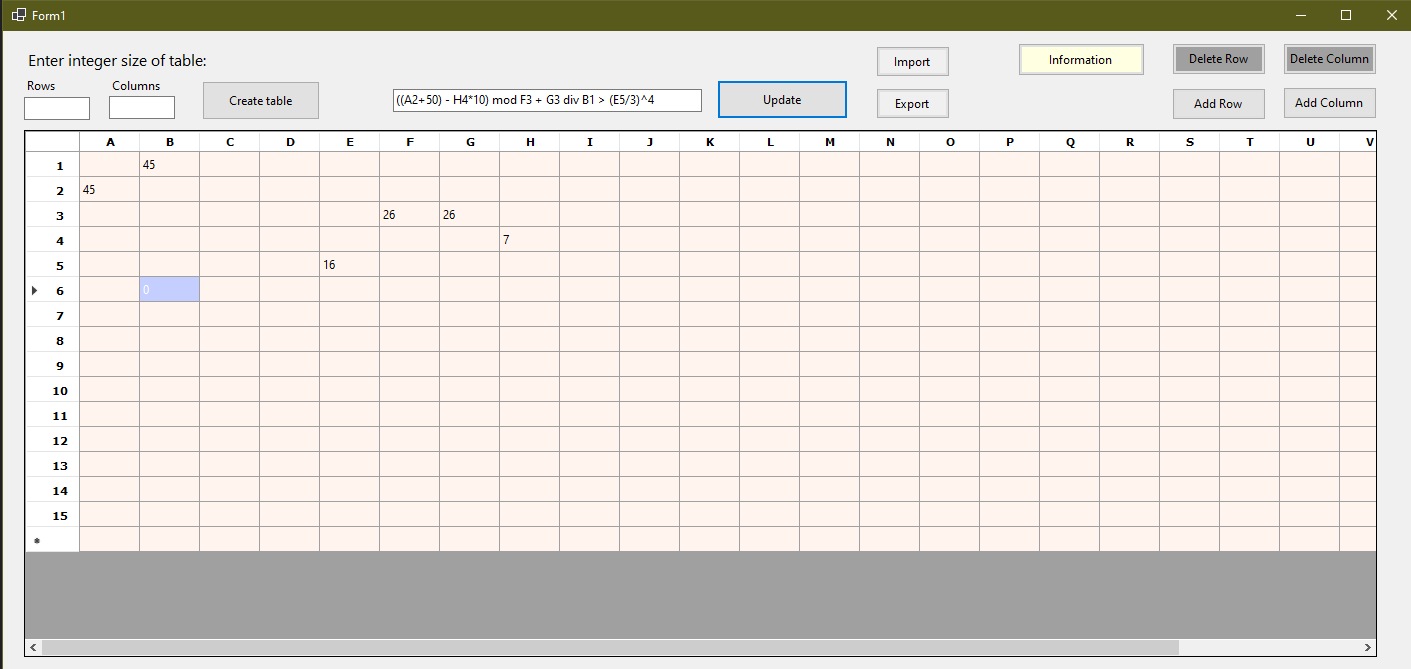 Form1
Enter integer size of table:
Rows Columns
Create table
((A2+50) - H4*10) mod F3 + G3 div B1 > (E5/3)^4
Update
Import
Export
Information
Delete Row
Delete Column
Add Row
Add Column
A B C D E F G H I J K L M N O P Q R S T U V
1 45
2 45
3 26 26
4 7
5 16
6 0
7
8
9
10
11
12
13
14
15
*